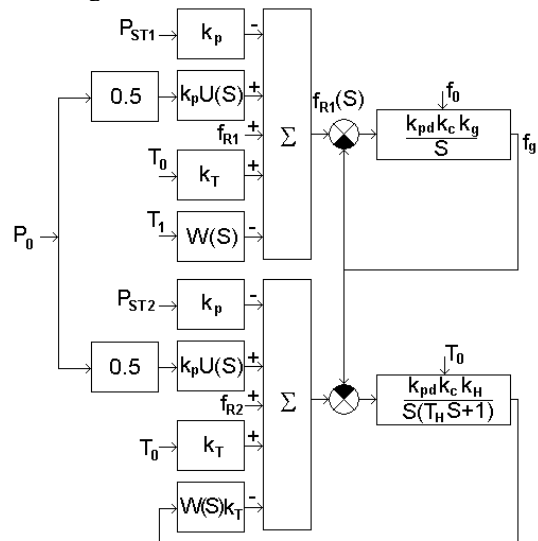 P_ST1
k_p
-
0.5
k_pU(S)
+
f_R1
+
Σ
f_R1(S)
f_0
k_pd k_c k_g
S
f_g
T_0
k_T
+
T_1
W(S)
-
P_0
P_ST2
k_p
-
0.5
k_pU(S)
+
f_R2
+
Σ
T_0
k_pd k_c k_H
S(T_H S+1)
T_0
k_T
+
W(S)k_T
-